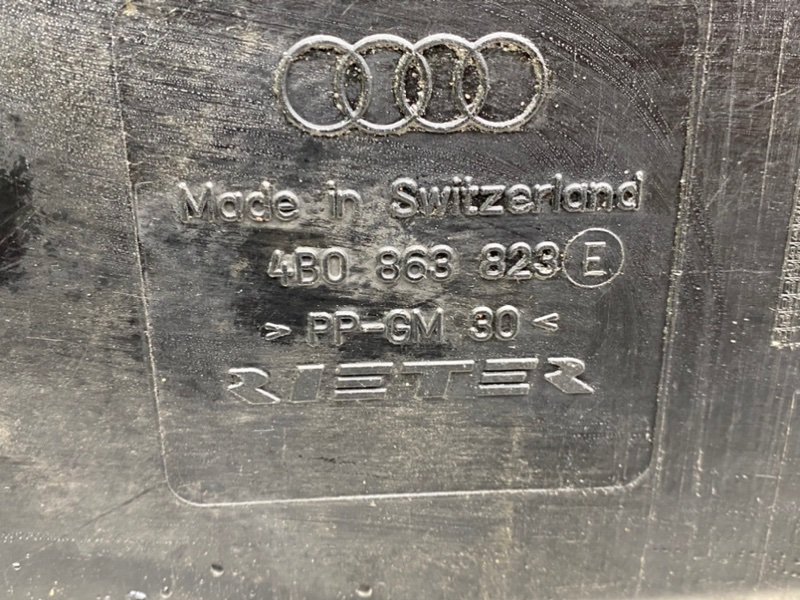 Made in Switzerland
4B0 863 823 E
> PP-GM 30 <
RIETER